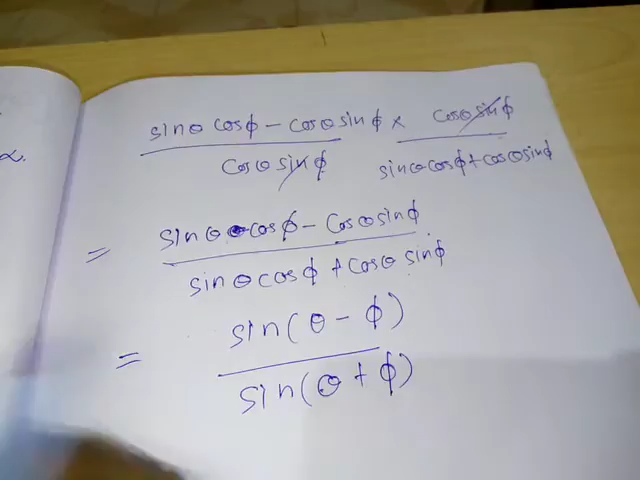 sinθ cosϕ − cosθ sinϕ × cosθ sinϕ
cosθ sinϕ sinθ cosϕ + cosθ sinϕ
= sinθ cosϕ − cosθ sinϕ
sinθ cosϕ + cosθ sinϕ
= sin(θ − ϕ)
sin(θ + ϕ)
α.